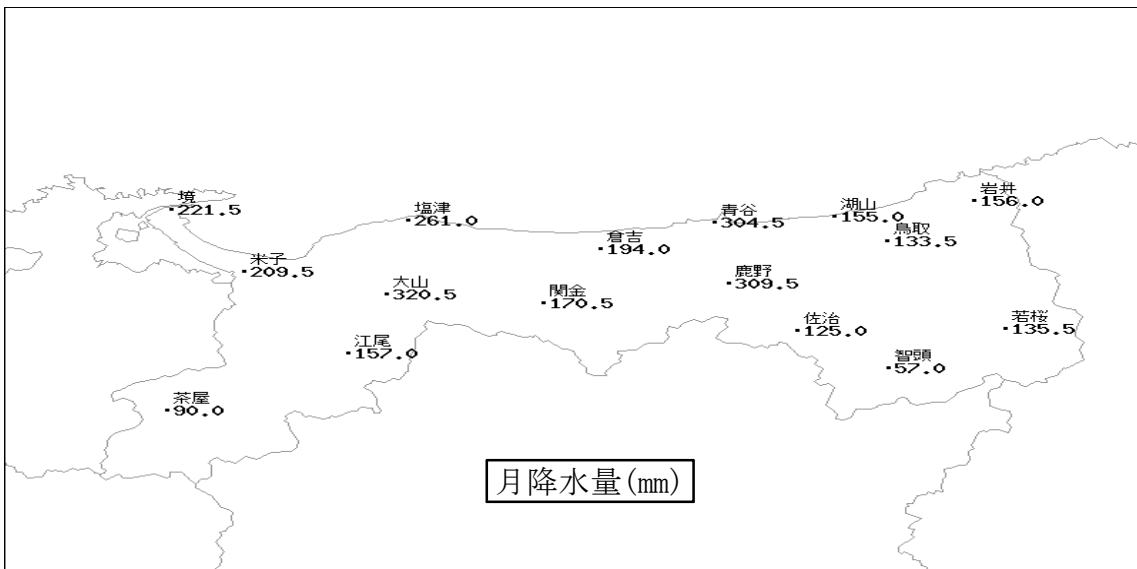 境
・221.5
塩津
・261.0
青谷
・304.5
湖山
・155.0
岩井
・156.0
倉吉
・194.0
鳥取
・133.5
米子
・209.5
大山
・320.5
関金
・170.5
鹿野
・309.5
佐治
・125.0
若桜
・135.5
江尾
・157.0
智頭
・57.0
茶屋
・90.0
月降水量(mm)